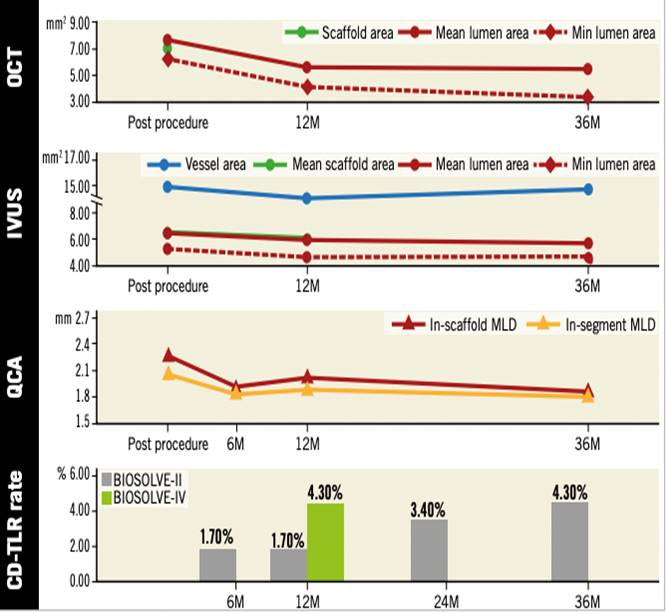 OCT
mm² 9.00
7.00
5.00
3.00
Scaffold area Mean lumen area Min lumen area
Post procedure 12M 36M
IVUS
mm² 17.00
15.00
8.00
6.00
4.00
Vessel area Mean scaffold area Mean lumen area Min lumen area
Post procedure 12M 36M
QCA
mm 2.7
2.4
2.1
1.8
1.5
In-scaffold MLD In-segment MLD
Post procedure 6M 12M 36M
CD-TLR rate
% 6.00
4.00
2.00
0.00
BIOSOLVE-II
BIOSOLVE-IV
1.70% 1.70% 4.30% 3.40% 4.30%
6M 12M 24M 36M